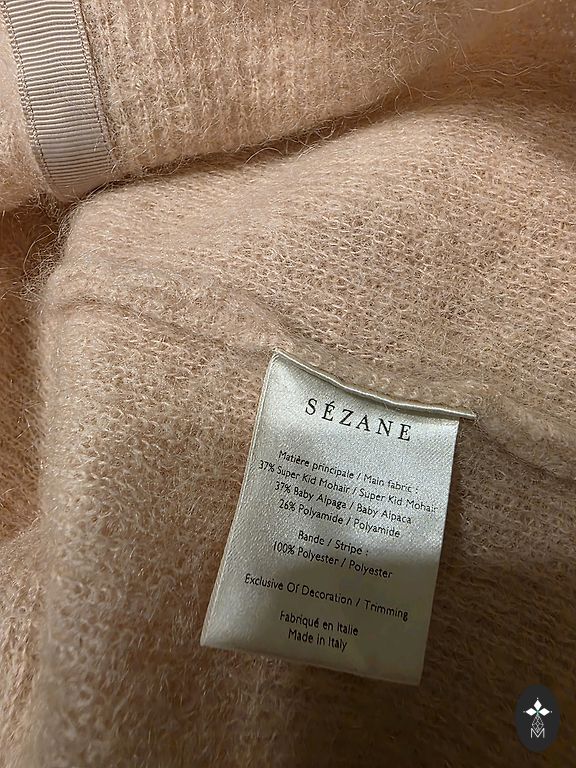 SÉZANE
Matière principale / Main fabric :
37% Super Kid Mohair / Super Kid Mohair
37% Baby Alpaga / Baby Alpaca
26% Polyamide / Polyamide
Bande / Stripe :
100% Polyester / Polyester
Exclusive Of Decoration / Trimming
Fabriqué en Italie
Made in Italy
M